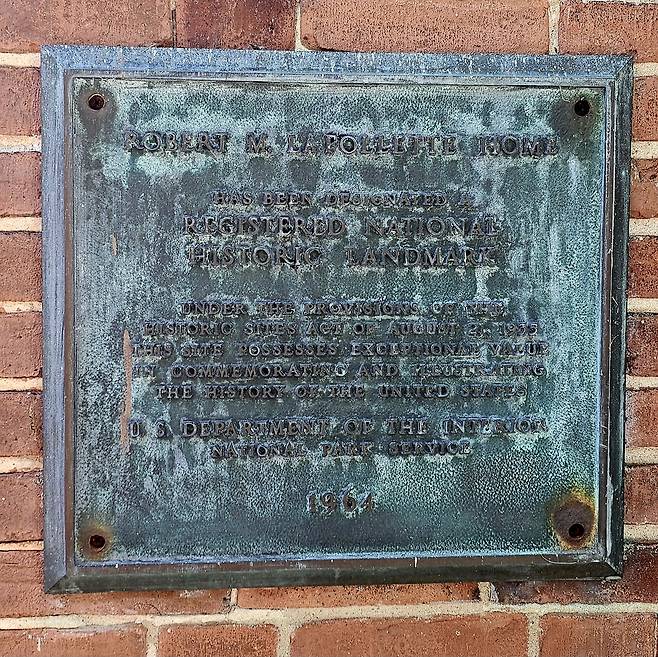 ROBERT M. LAFOLLETTE HOME
HAS BEEN DESIGNATED A
REGISTERED NATIONAL
HISTORIC LANDMARK
UNDER THE PROVISIONS OF THE
HISTORIC SITES ACT OF AUGUST 21, 1935
THIS SITE POSSESSES EXCEPTIONAL VALUE
IN COMMEMORATING AND ILLUSTRATING
THE HISTORY OF THE UNITED STATES
U. S. DEPARTMENT OF THE INTERIOR
NATIONAL PARK SERVICE
1964